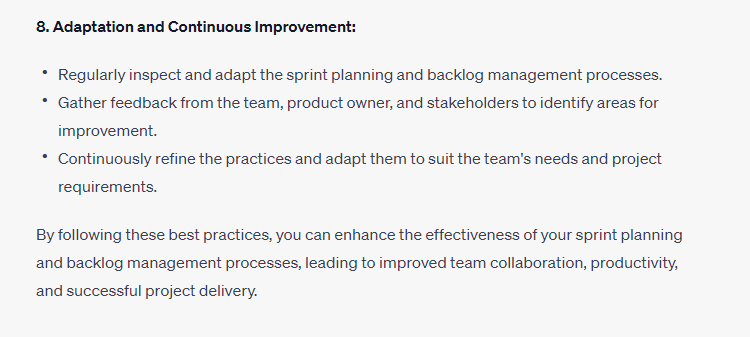 8. Adaptation and Continuous Improvement:
• Regularly inspect and adapt the sprint planning and backlog management processes.
• Gather feedback from the team, product owner, and stakeholders to identify areas for
improvement.
• Continuously refine the practices and adapt them to suit the team's needs and project
requirements.
By following these best practices, you can enhance the effectiveness of your sprint planning
and backlog management processes, leading to improved team collaboration, productivity,
and successful project delivery.